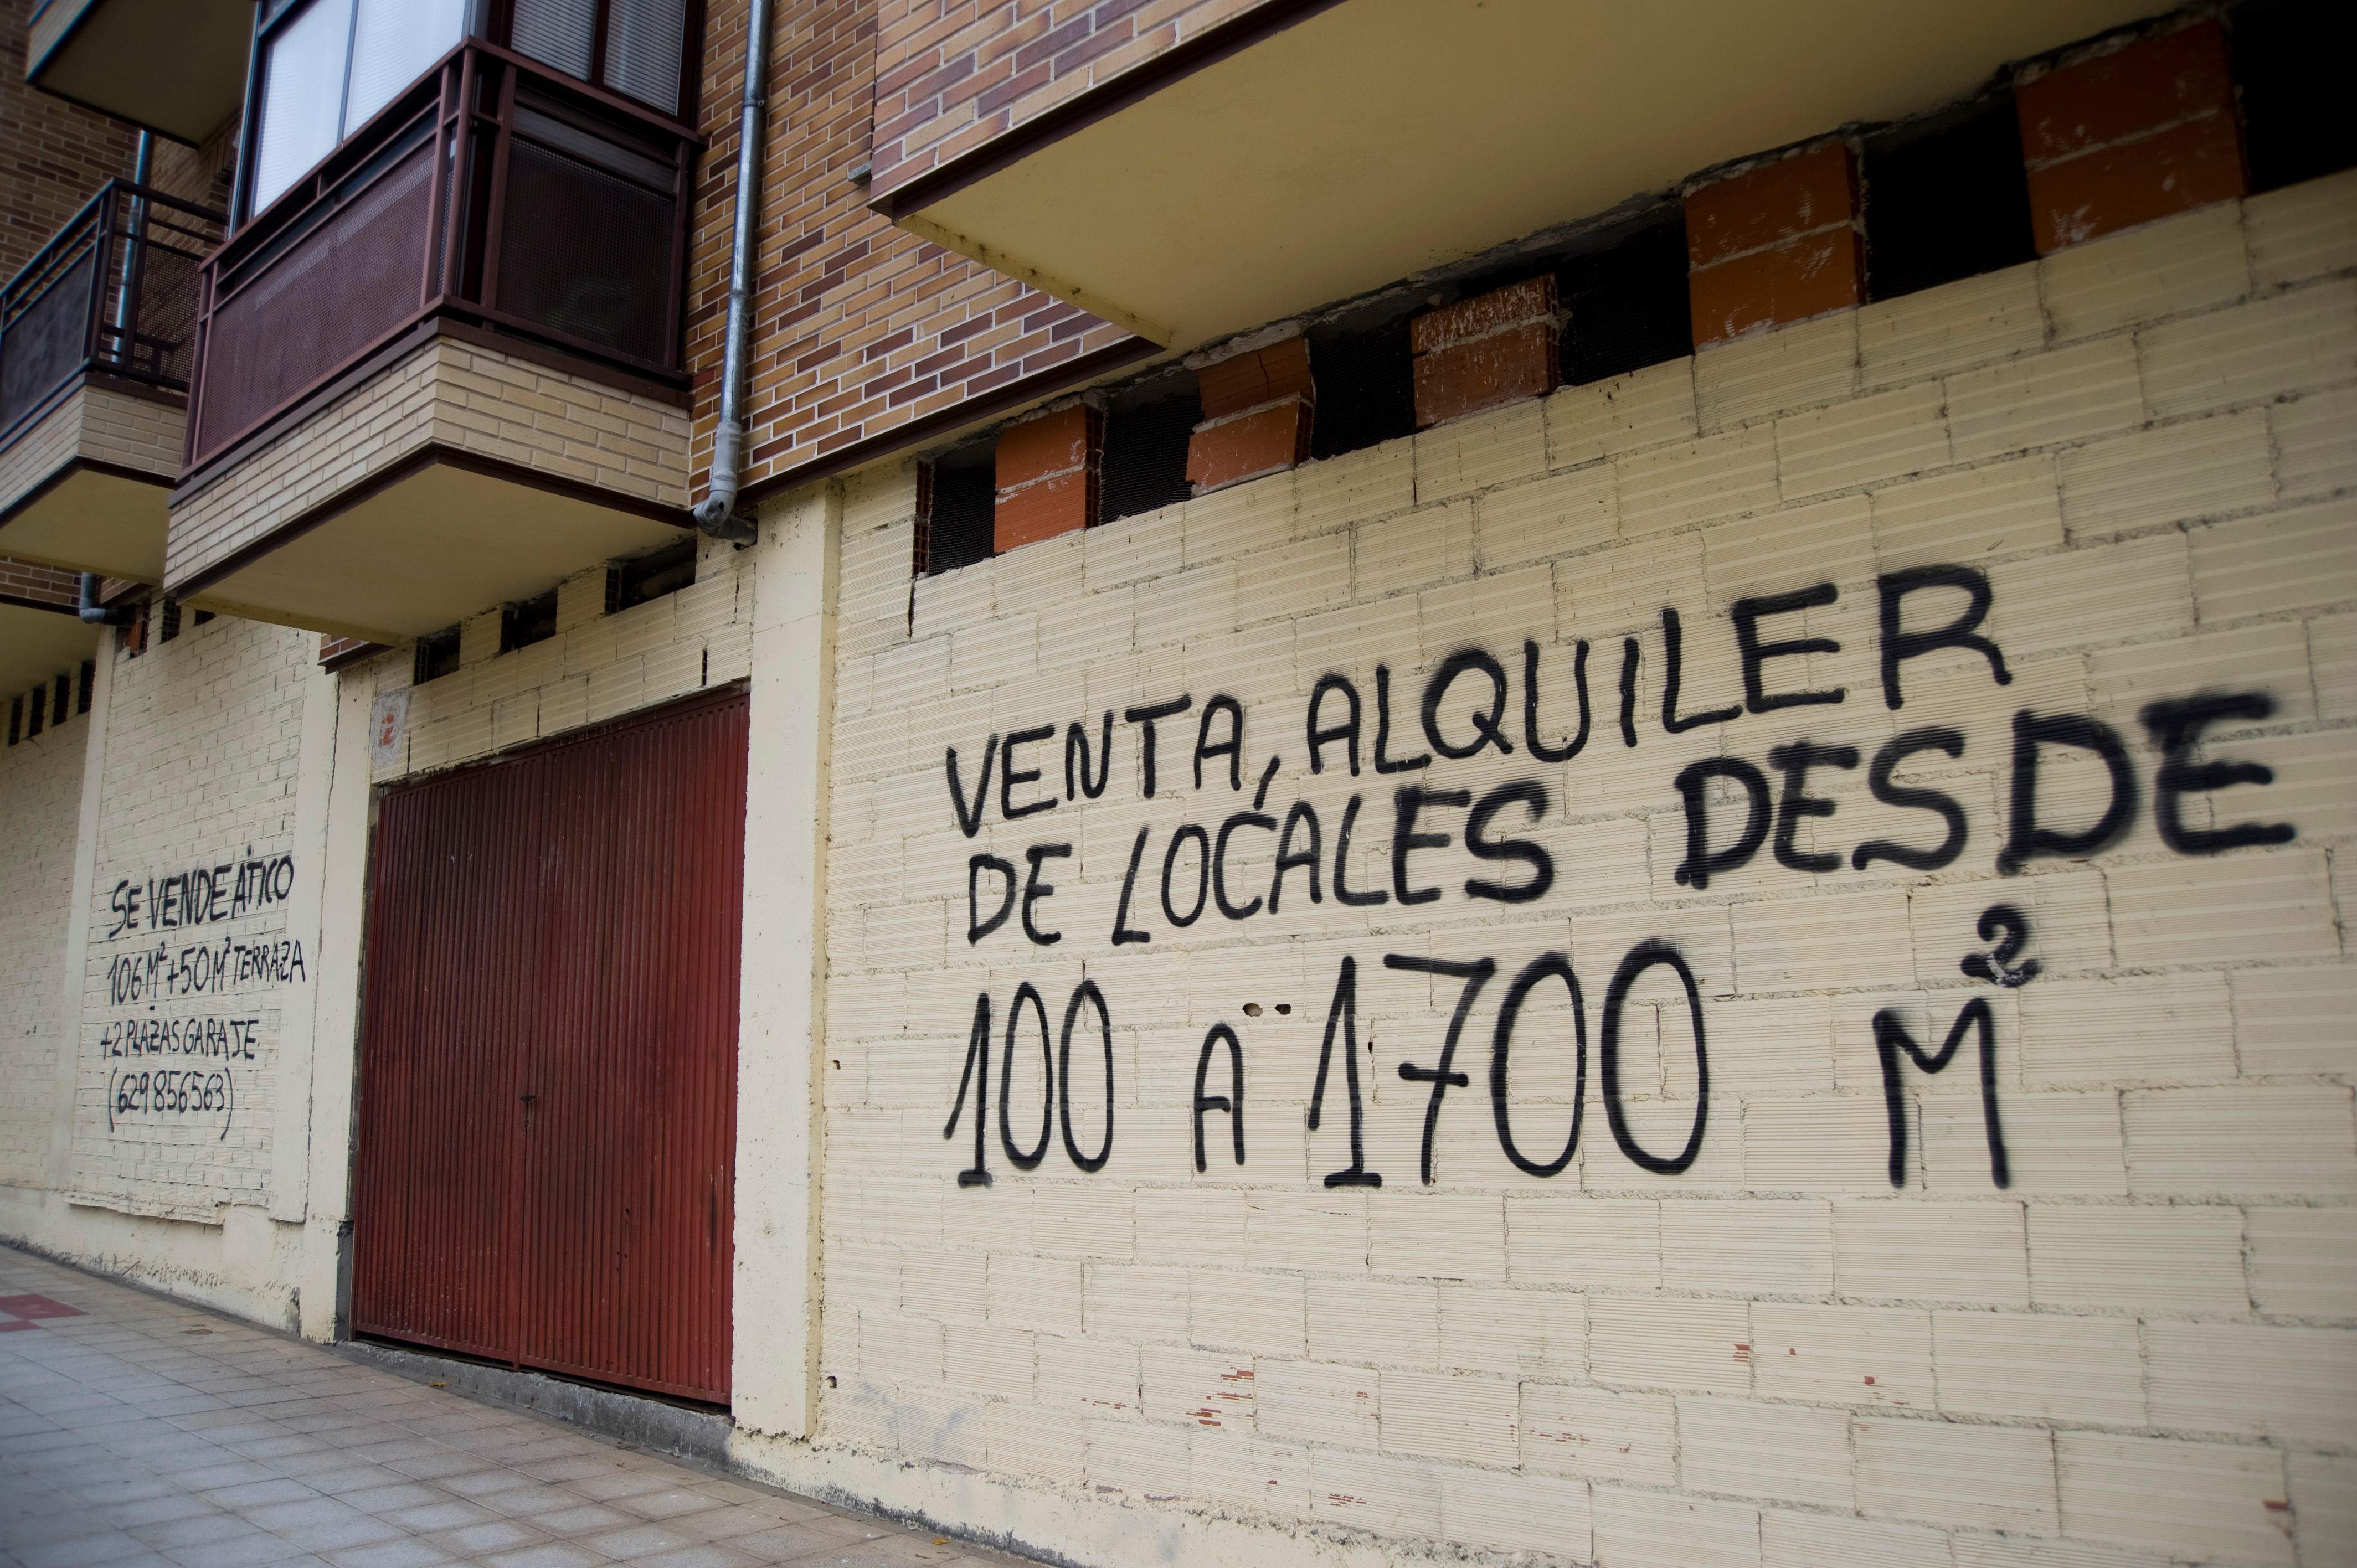 SE VENDE ÁTICO
106 M² + 50 M² TERRAZA
+2 PLAZAS GARAJE
(629 856563)
VENTA, ALQUILER
DE LOCALES DESDE
100 A 1700 M²